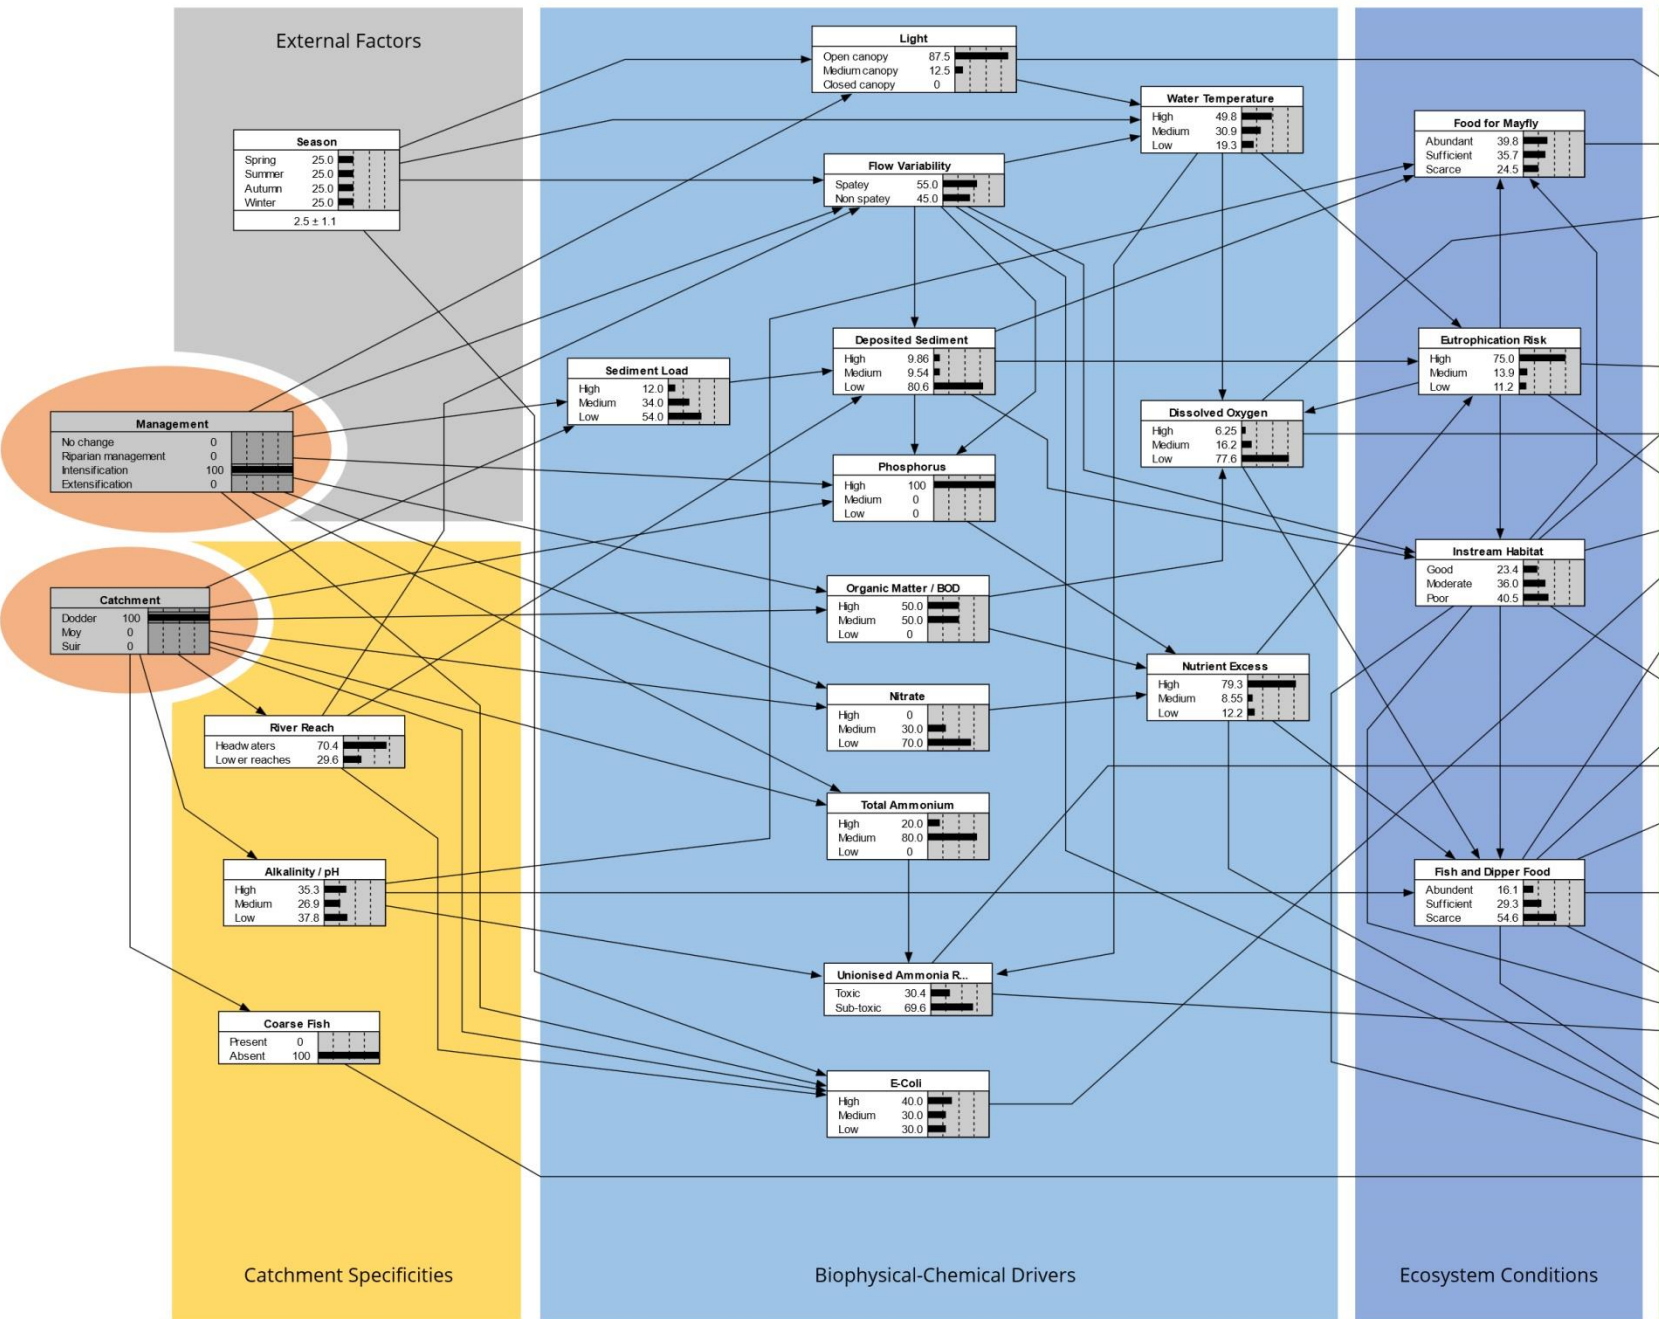 External Factors
Season
Spring 25.0
Summer 25.0
Autumn 25.0
Winter 25.0
2.5 ± 1.1
Management
No change 0
Riparian management 0
Intensification 100
Extensification 0
Catchment
Dodder 100
Moy 0
Suir 0
River Reach
Headwaters 70.4
Lower reaches 29.6
Alkalinity / pH
High 35.3
Medium 26.9
Low 37.8
Coarse Fish
Present 0
Absent 100
Catchment Specificities
Light
Open canopy 87.5
Medium canopy 12.5
Closed canopy 0
Water Temperature
High 49.8
Medium 30.9
Low 19.3
Flow Variability
Spatey 55.0
Non spatey 45.0
Sediment Load
High 12.0
Medium 34.0
Low 54.0
Deposited Sediment
High 9.86
Medium 9.54
Low 80.6
Dissolved Oxygen
High 6.25
Medium 16.2
Low 77.6
Phosphorus
High 100
Medium 0
Low 0
Organic Matter / BOD
High 50.0
Medium 50.0
Low 0
Nutrient Excess
High 79.3
Medium 8.55
Low 12.2
Nitrate
High 0
Medium 30.0
Low 70.0
Total Ammonium
High 20.0
Medium 80.0
Low 0
Unionised Ammonia R...
Toxic 30.4
Sub-toxic 69.6
E-Coli
High 40.0
Medium 30.0
Low 30.0
Biophysical-Chemical Drivers
Food for Mayfly
Abundant 39.8
Sufficient 35.7
Scarce 24.5
Eutrophication Risk
High 75.0
Medium 13.9
Low 11.2
Instream Habitat
Good 23.4
Moderate 36.0
Poor 40.5
Fish and Dipper Food
Abundent 16.1
Sufficient 29.3
Scarce 54.6
Ecosystem Conditions